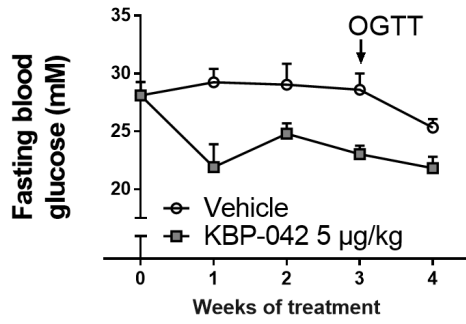 OGTT
35
30
25
20
Fasting blood
glucose (mM)
Vehicle
KBP-042 5 µg/kg
0 1 2 3 4
Weeks of treatment